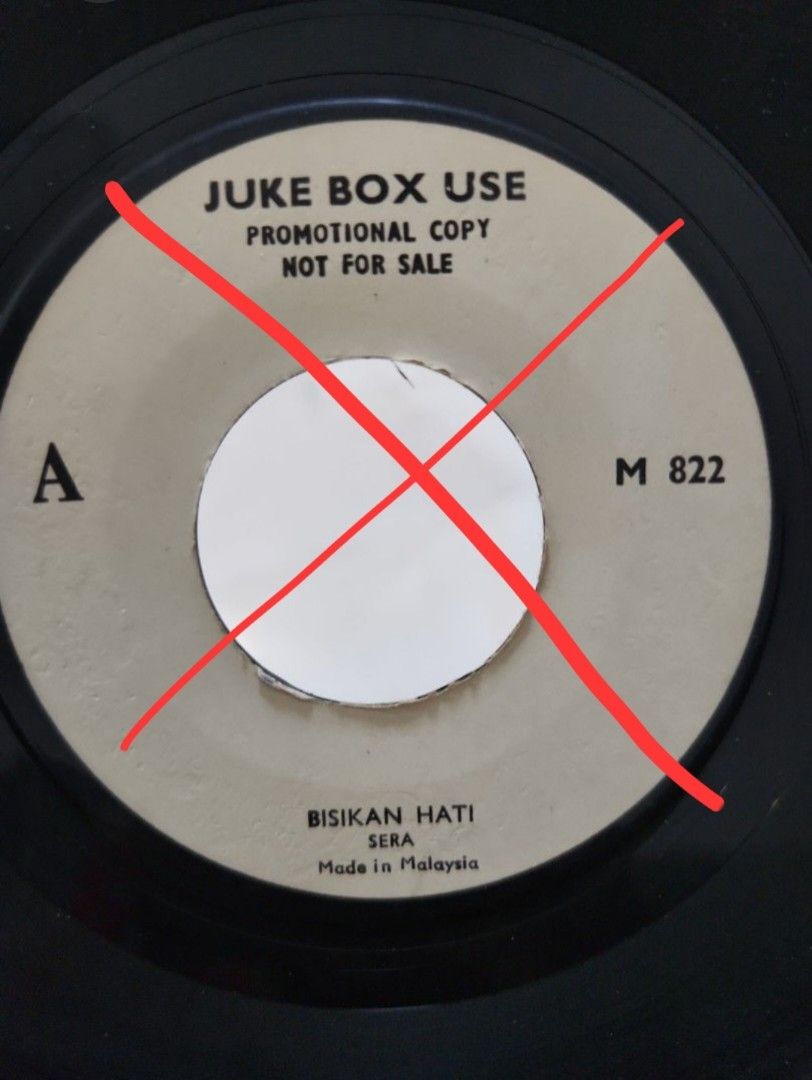 JUKE BOX USE
PROMOTIONAL COPY
NOT FOR SALE
A
M 822
BISIKAN HATI
SERA
Made in Malaysia